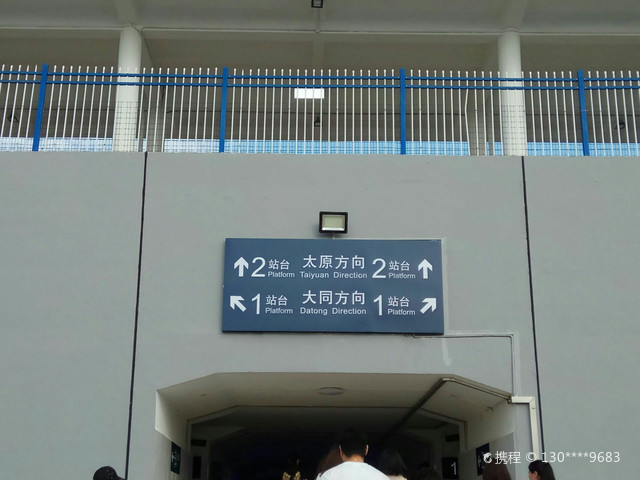 ↑2站台 Platform 太原方向 Taiyuan Direction 2站台 Platform ↑
↖1站台 Platform 大同方向 Datong Direction 1站台 Platform ↗
1
携程 © 130****9683